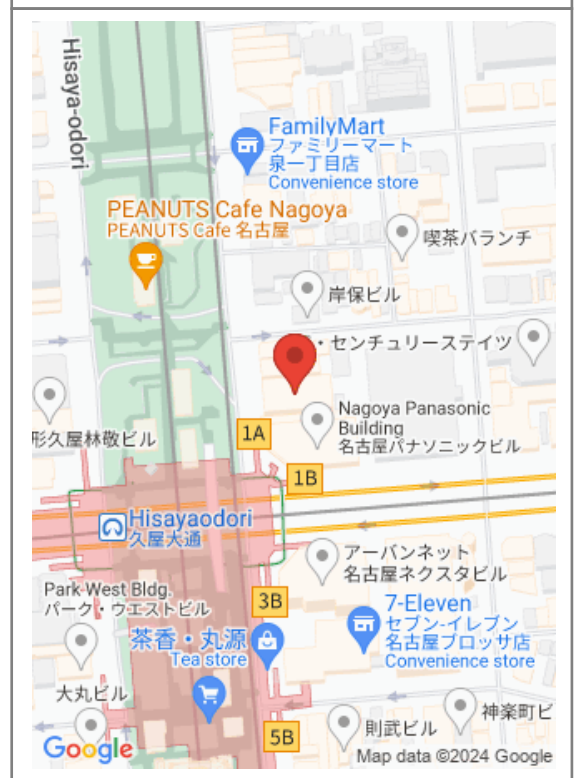 Hisaya-odori
FamilyMart
ファミリーマート
泉一丁目店
Convenience store
PEANUTS Cafe Nagoya
PEANUTS Cafe 名古屋
喫茶バランチ
岸保ビル
・センチュリーステイツ
Nagoya Panasonic
Building
名古屋パナソニックビル
形久屋林敬ビル
1A
1B
Hisayaodori
久屋大通
アーバンネット
名古屋ネクスタビル
Park West Bldg.
パーク・ウエストビル
3B
7-Eleven
セブン-イレブン
名古屋ブロッサ店
Convenience store
茶香・丸源
Tea store
大丸ビル
5B
則武ビル
神楽町ビ
Google
Map data ©2024 Google